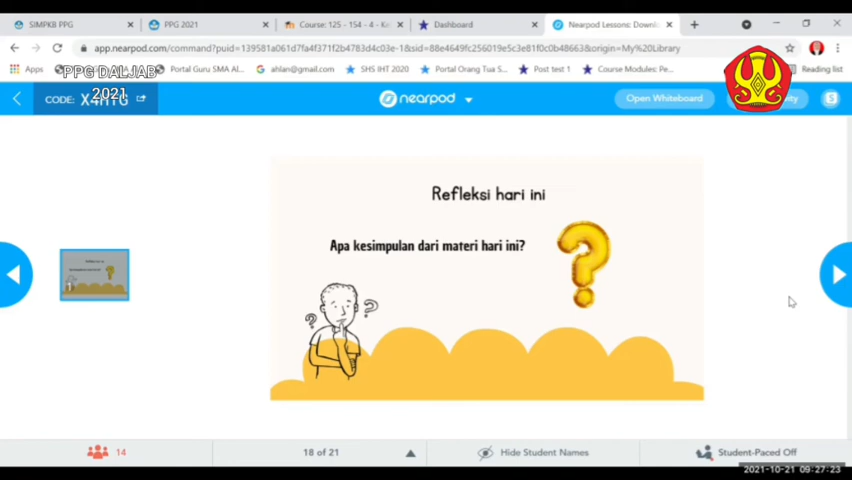 SIMPKB PPG
PPG 2021
Course: 125 - 154 - 4 - Ke
Dashboard
Nearpod Lessons: Downl
app.nearpod.com/command?puid=139581a061d7a4f371f2b4783d4c03e-1&sid=88e4649fc256019e5c3e81f0c0b48663&origin=My%20Library
Apps
PPG DALJAB
Portal Guru SMA Al...
ahlan@gmail.com
SHS IHT 2020
Portal Orang Tua S...
Post test 1
Course Modules: Pe...
Reading list
2021
CODE:
nearpod
Open Whiteboard
S
Refleksi hari ini
Apa kesimpulan dari materi hari ini?
?
? ?
1
14
18 of 21
Hide Student Names
Student-Paced Off
2021-10-21 09:27:23